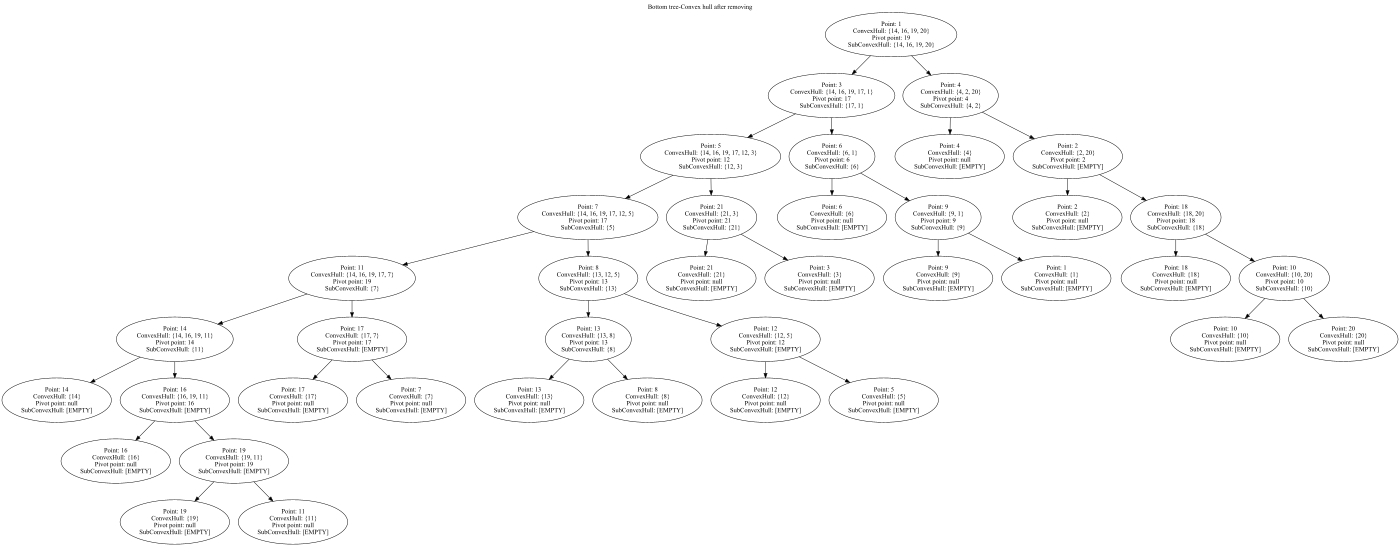 Bottom tree-Convex hull after removing
Point: 1
ConvexHull: {14, 16, 19, 20}
Pivot point: 19
SubConvexHull: {14, 16, 19, 20}
Point: 3
ConvexHull: {14, 16, 19, 17, 1}
Pivot point: 17
SubConvexHull: {17, 1}
Point: 4
ConvexHull: {4, 2, 20}
Pivot point: 4
SubConvexHull: {4, 2}
Point: 5
ConvexHull: {14, 16, 19, 17, 12, 3}
Pivot point: 12
SubConvexHull: {12, 3}
Point: 6
ConvexHull: {6, 1}
Pivot point: 6
SubConvexHull: {6}
Point: 4
ConvexHull: {4}
Pivot point: null
SubConvexHull: [EMPTY]
Point: 2
ConvexHull: {2, 20}
Pivot point: 2
SubConvexHull: [EMPTY]
Point: 7
ConvexHull: {14, 16, 19, 17, 12, 5}
Pivot point: 17
SubConvexHull: {5}
Point: 21
ConvexHull: {21, 3}
Pivot point: 21
SubConvexHull: {21}
Point: 6
ConvexHull: {6}
Pivot point: null
SubConvexHull: [EMPTY]
Point: 9
ConvexHull: {9, 1}
Pivot point: 9
SubConvexHull: {9}
Point: 2
ConvexHull: {2}
Pivot point: null
SubConvexHull: [EMPTY]
Point: 18
ConvexHull: {18, 20}
Pivot point: 18
SubConvexHull: {18}
Point: 11
ConvexHull: {14, 16, 19, 17, 7}
Pivot point: 19
SubConvexHull: {7}
Point: 8
ConvexHull: {13, 12, 5}
Pivot point: 13
SubConvexHull: {13}
Point: 21
ConvexHull: {21}
Pivot point: null
SubConvexHull: [EMPTY]
Point: 3
ConvexHull: {3}
Pivot point: null
SubConvexHull: [EMPTY]
Point: 9
ConvexHull: {9}
Pivot point: null
SubConvexHull: [EMPTY]
Point: 1
ConvexHull: {1}
Pivot point: null
SubConvexHull: [EMPTY]
Point: 18
ConvexHull: {18}
Pivot point: null
SubConvexHull: [EMPTY]
Point: 10
ConvexHull: {10, 20}
Pivot point: 10
SubConvexHull: {10}
Point: 14
ConvexHull: {14, 16, 19, 11}
Pivot point: 14
SubConvexHull: {11}
Point: 17
ConvexHull: {17, 7}
Pivot point: 17
SubConvexHull: [EMPTY]
Point: 13
ConvexHull: {13, 8}
Pivot point: 13
SubConvexHull: {8}
Point: 12
ConvexHull: {12, 5}
Pivot point: 12
SubConvexHull: [EMPTY]
Point: 10
ConvexHull: {10}
Pivot point: null
SubConvexHull: [EMPTY]
Point: 20
ConvexHull: {20}
Pivot point: null
SubConvexHull: [EMPTY]
Point: 14
ConvexHull: {14}
Pivot point: null
SubConvexHull: [EMPTY]
Point: 16
ConvexHull: {16, 19, 11}
Pivot point: 16
SubConvexHull: [EMPTY]
Point: 17
ConvexHull: {17}
Pivot point: null
SubConvexHull: [EMPTY]
Point: 7
ConvexHull: {7}
Pivot point: null
SubConvexHull: [EMPTY]
Point: 13
ConvexHull: {13}
Pivot point: null
SubConvexHull: [EMPTY]
Point: 8
ConvexHull: {8}
Pivot point: null
SubConvexHull: [EMPTY]
Point: 12
ConvexHull: {12}
Pivot point: null
SubConvexHull: [EMPTY]
Point: 5
ConvexHull: {5}
Pivot point: null
SubConvexHull: [EMPTY]
Point: 16
ConvexHull: {16}
Pivot point: null
SubConvexHull: [EMPTY]
Point: 19
ConvexHull: {19, 11}
Pivot point: 19
SubConvexHull: [EMPTY]
Point: 19
ConvexHull: {19}
Pivot point: null
SubConvexHull: [EMPTY]
Point: 11
ConvexHull: {11}
Pivot point: null
SubConvexHull: [EMPTY]